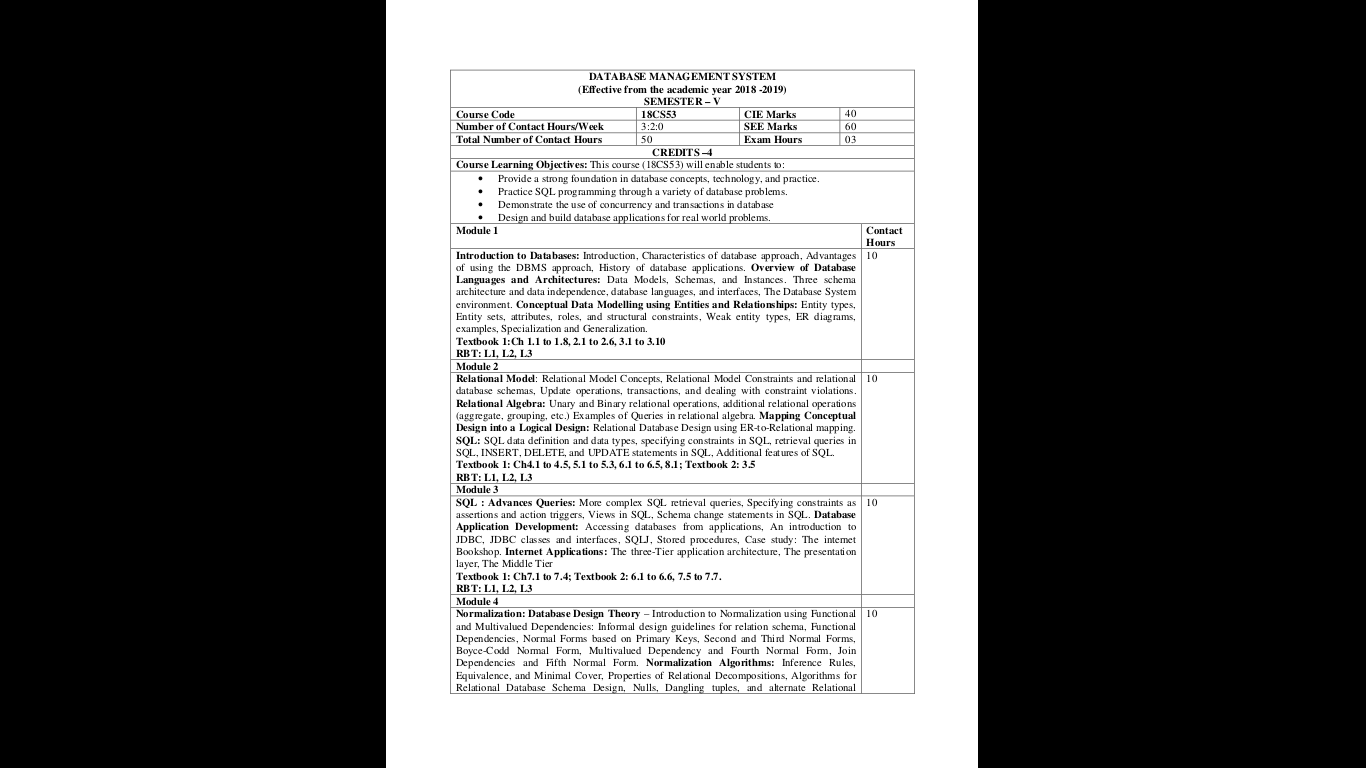 DATABASE MANAGEMENT SYSTEM
(Effective from the academic year 2018 -2019)
SEMESTER – V
Course Code 18CS53 CIE Marks 40
Number of Contact Hours/Week 3:2:0 SEE Marks 60
Total Number of Contact Hours 50 Exam Hours 03
CREDITS –4
Course Learning Objectives: This course (18CS53) will enable students to:
• Provide a strong foundation in database concepts, technology, and practice.
• Practice SQL programming through a variety of database problems.
• Demonstrate the use of concurrency and transactions in database
• Design and build database applications for real world problems.
Module 1 Contact
Hours
Introduction to Databases: Introduction, Characteristics of database approach, Advantages 10
of using the DBMS approach, History of database applications. Overview of Database
Languages and Architectures: Data Models, Schemas, and Instances. Three schema
architecture and data independence, database languages, and interfaces, The Database System
environment. Conceptual Data Modelling using Entities and Relationships: Entity types,
Entity sets, attributes, roles, and structural constraints, Weak entity types, ER diagrams,
examples, Specialization and Generalization.
Textbook 1:Ch 1.1 to 1.8, 2.1 to 2.6, 3.1 to 3.10
RBT: L1, L2, L3
Module 2
Relational Model: Relational Model Concepts, Relational Model Constraints and relational 10
database schemas, Update operations, transactions, and dealing with constraint violations.
Relational Algebra: Unary and Binary relational operations, additional relational operations
(aggregate, grouping, etc.) Examples of Queries in relational algebra. Mapping Conceptual
Design into a Logical Design: Relational Database Design using ER-to-Relational mapping.
SQL: SQL data definition and data types, specifying constraints in SQL, retrieval queries in
SQL, INSERT, DELETE, and UPDATE statements in SQL, Additional features of SQL.
Textbook 1: Ch4.1 to 4.5, 5.1 to 5.3, 6.1 to 6.5, 8.1; Textbook 2: 3.5
RBT: L1, L2, L3
Module 3
SQL : Advances Queries: More complex SQL retrieval queries, Specifying constraints as 10
assertions and action triggers, Views in SQL, Schema change statements in SQL. Database
Application Development: Accessing databases from applications, An introduction to
JDBC, JDBC classes and interfaces, SQLJ, Stored procedures, Case study: The internet
Bookshop. Internet Applications: The three-Tier application architecture, The presentation
layer, The Middle Tier
Textbook 1: Ch7.1 to 7.4; Textbook 2: 6.1 to 6.6, 7.5 to 7.7.
RBT: L1, L2, L3
Module 4
Normalization: Database Design Theory – Introduction to Normalization using Functional 10
and Multivalued Dependencies: Informal design guidelines for relation schema, Functional
Dependencies, Normal Forms based on Primary Keys, Second and Third Normal Forms,
Boyce-Codd Normal Form, Multivalued Dependency and Fourth Normal Form, Join
Dependencies and Fifth Normal Form. Normalization Algorithms: Inference Rules,
Equivalence, and Minimal Cover, Properties of Relational Decompositions, Algorithms for
Relational Database Schema Design, Nulls, Dangling tuples, and alternate Relational